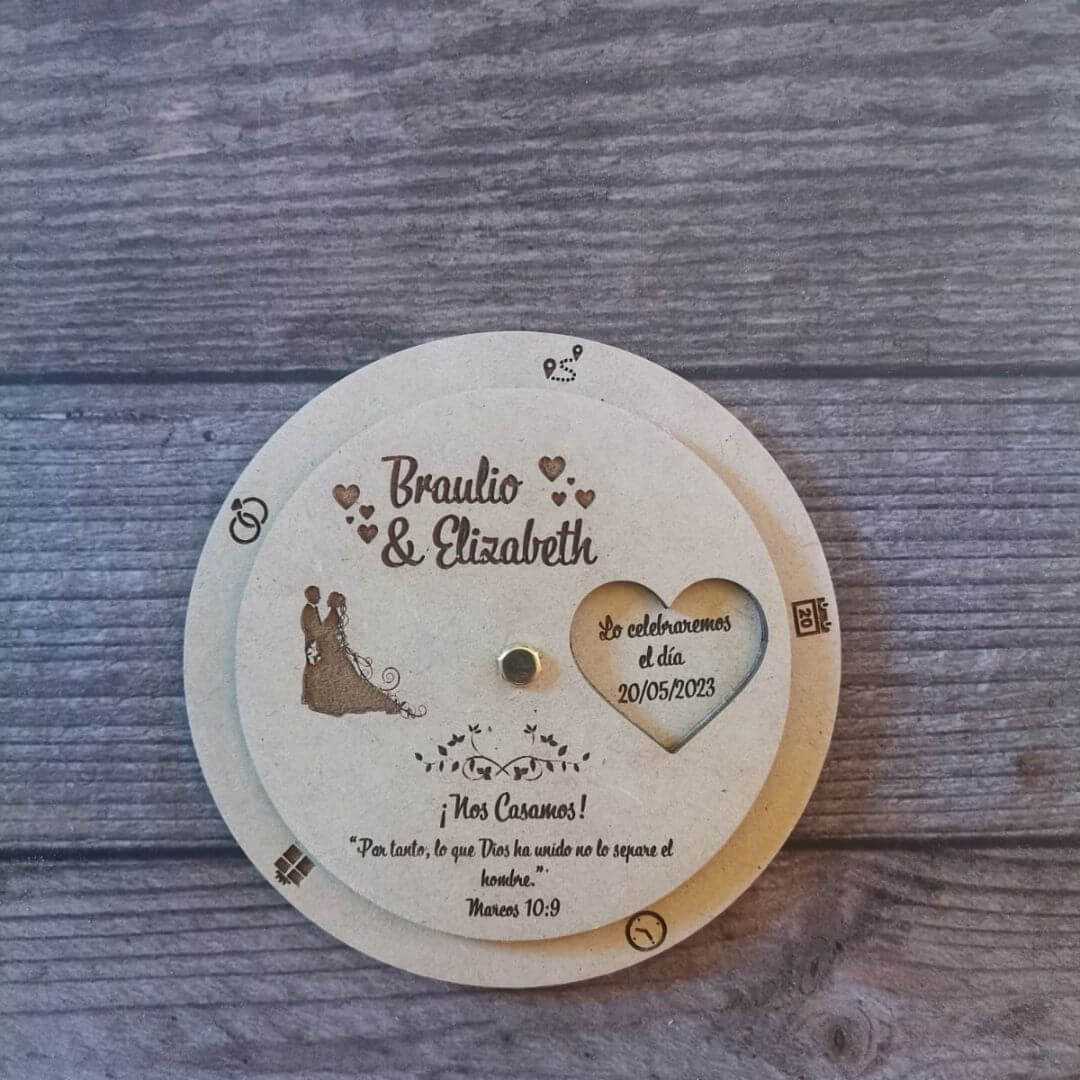 Braulio
& Elizabeth
Lo celebraremos
el día
20/05/2023
20
¡Nos Casamos!
"Por tanto, lo que Dios ha unido no lo separe el
hombre."
Marcos 10:9